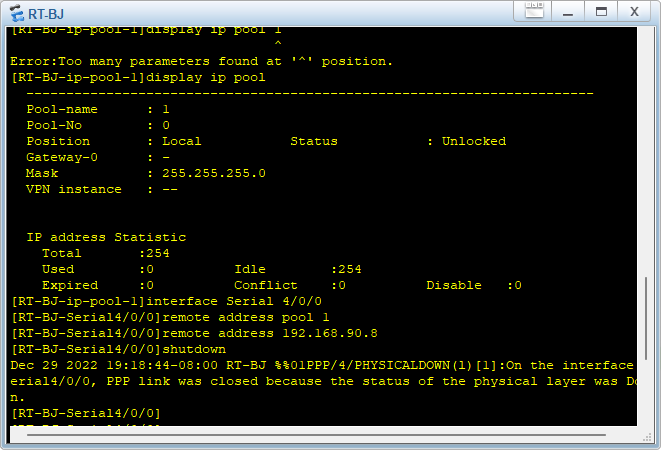 RT-BJ
[RT-BJ-ip-pool-1]display ip pool 1
^
Error:Too many parameters found at '^' position.
[RT-BJ-ip-pool-1]display ip pool
-----------------------------------------------------------------------
Pool-name      : 1
Pool-No        : 0
Position       : Local           Status           : Unlocked
Gateway-0      : -
Mask           : 255.255.255.0
VPN instance   : --
IP address Statistic
Total       :254
Used        :0          Idle        :254
Expired     :0          Conflict    :0          Disable   :0
[RT-BJ-ip-pool-1]interface Serial 4/0/0
[RT-BJ-Serial4/0/0]remote address pool 1
[RT-BJ-Serial4/0/0]remote address 192.168.90.8
[RT-BJ-Serial4/0/0]shutdown
Dec 29 2022 19:18:44-08:00 RT-BJ %%01PPP/4/PHYSICALDOWN(l)[1]:On the interface
erial4/0/0, PPP link was closed because the status of the physical layer was Do
n.
[RT-BJ-Serial4/0/0]